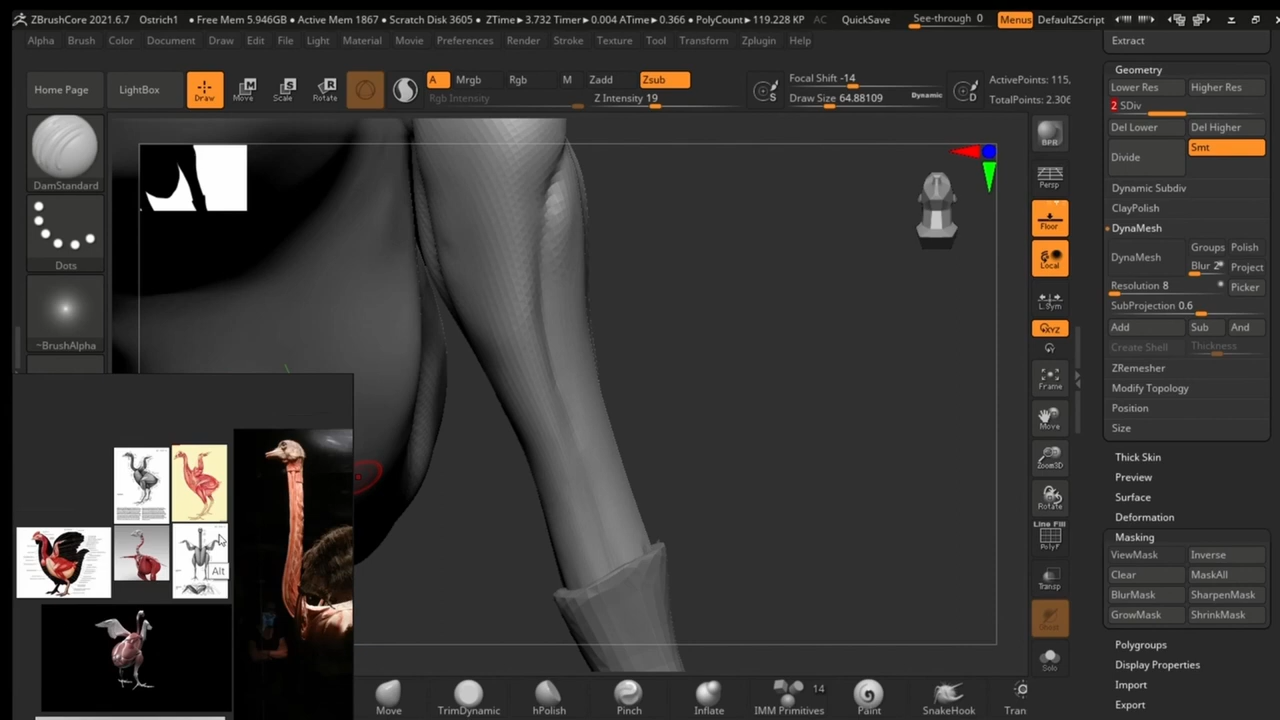 ZBrushCore 2021.6.7 Ostrich1 ● Free Mem 5.946GB ● Active Mem 1867 ● Scratch Disk 3605 ● ZTime►3.732 Timer►0.004 ATime►0.366 ● PolyCount►119.228 KP AC QuickSave See-through 0 Menus DefaultZScript
Alpha Brush Color Document Draw Edit File Light Material Movie Preferences Render Stroke Texture Tool Transform Zplugin Help
Extract
Home Page LightBox Draw Move Scale Rotate
A Mrgb Rgb M Zadd Zsub
Rgb Intensity Z Intensity 19
S
Focal Shift -14
Draw Size 64.88109 Dynamic
D
ActivePoints: 115,
TotalPoints: 2.306
Geometry
Lower Res Higher Res
2 SDiv
Del Lower Del Higher
Divide Smt
Dynamic Subdiv
ClayPolish
DynaMesh
DynaMesh Groups Polish
Blur 2 Project
Resolution 8 Picker
SubProjection 0.6
Add Sub And
Create Shell Thickness
ZRemesher
Modify Topology
Position
Size
Thick Skin
Preview
Surface
Deformation
Masking
ViewMask Inverse
Clear MaskAll
BlurMask SharpenMask
GrowMask ShrinkMask
Polygroups
Display Properties
Import
Export
DamStandard
Dots
~BrushAlpha
BPR
Persp
Floor
Local
L.Sym
XYZ
Y
Frame
Move
Zoom3D
Rotate
Line Fill
PolyF
Transp
Ghost
Solo
Alt
Move TrimDynamic hPolish Pinch Inflate IMM Primitives 14 Paint SnakeHook Tran